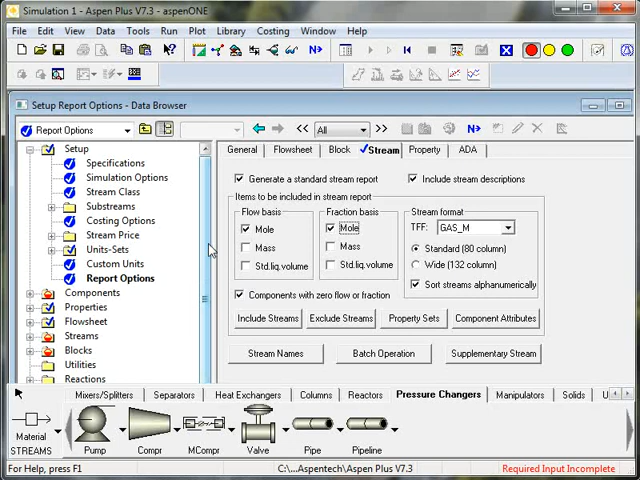 Simulation 1 - Aspen Plus V7.3 - aspenONE
File Edit View Data Tools Run Plot Library Costing Window Help
Setup Report Options - Data Browser
Report Options
All
N>
Setup
Specifications
Simulation Options
Stream Class
Substreams
Costing Options
Stream Price
Units-Sets
Custom Units
Report Options
Components
Properties
Flowsheet
Streams
Blocks
Utilities
Reactions
General Flowsheet Block Stream Property ADA
Generate a standard stream report
Include stream descriptions
Items to be included in stream report
Flow basis
Mole
Mass
Std.liq.volume
Fraction basis
Mole
Mass
Std.liq.volume
Stream format
TFF: GAS_M
Standard (80 column)
Wide (132 column)
Sort streams alphanumerically
Components with zero flow or fraction
Include Streams Exclude Streams Property Sets Component Attributes
Stream Names Batch Operation Supplementary Stream
Mixers/Splitters Separators Heat Exchangers Columns Reactors Pressure Changers Manipulators Solids
Material
STREAMS
Pump Compr MCompr Valve Pipe Pipeline
For Help, press F1 C:\...Aspentech\Aspen Plus V7.3 Required Input Incomplete